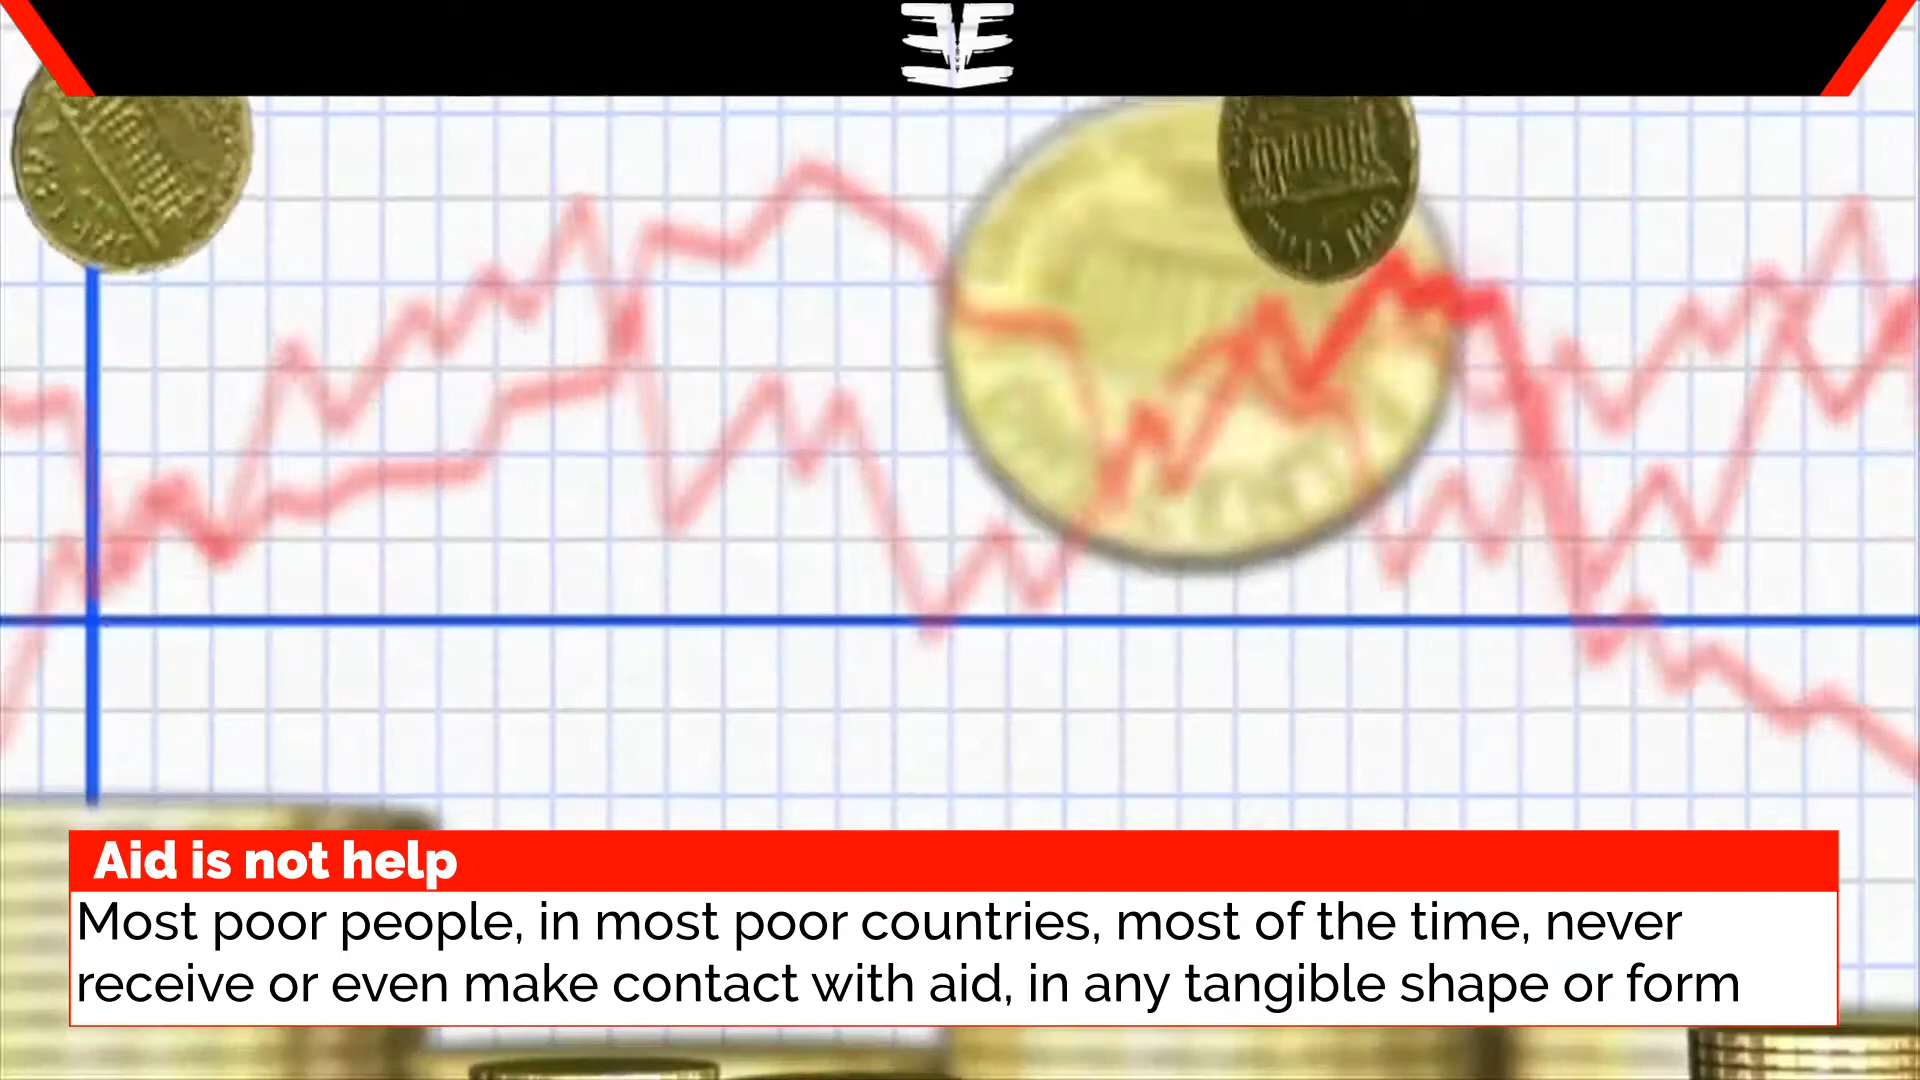 Aid is not help
Most poor people, in most poor countries, most of the time, never
receive or even make contact with aid, in any tangible shape or form